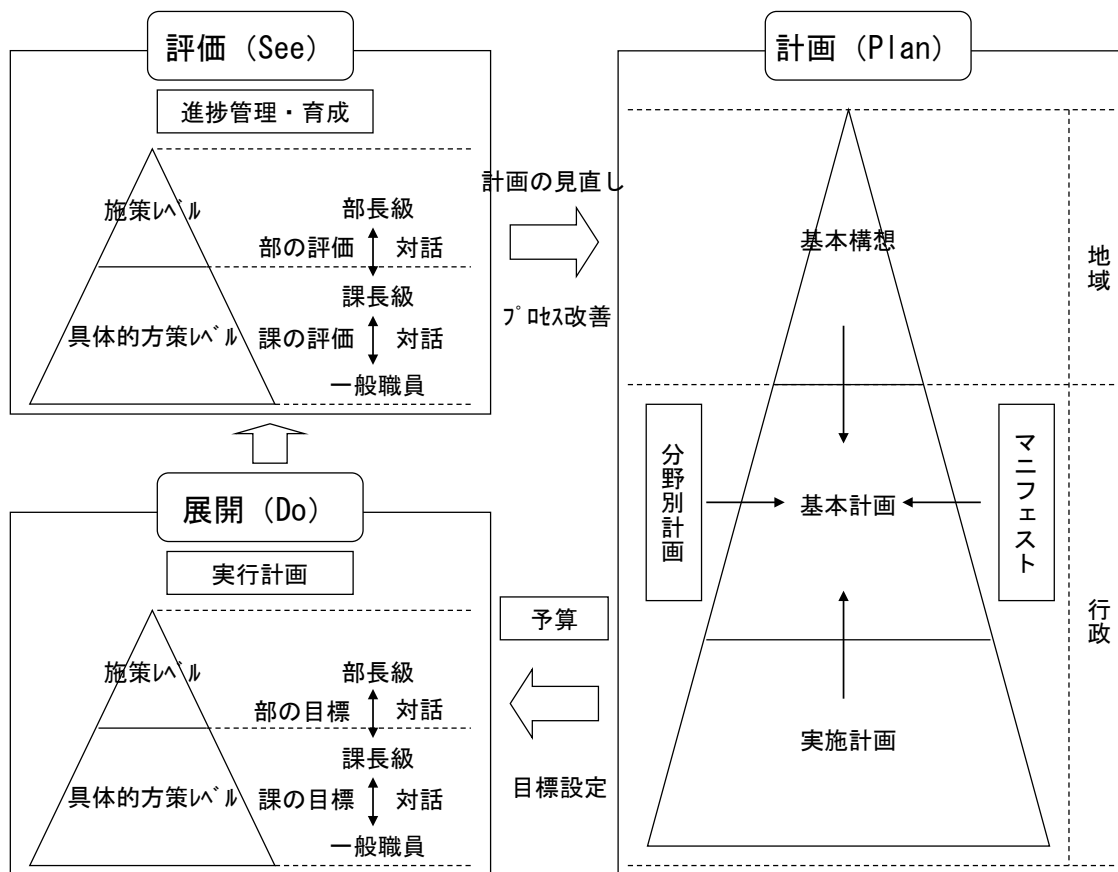 評価（See）
進捗管理・育成
施策ﾚﾍﾞﾙ
部長級
部の評価
対話
課長級
具体的方策ﾚﾍﾞﾙ
課の評価
対話
一般職員
計画の見直し
ﾌﾟﾛｾｽ改善
計画（Plan）
基本構想
地域
分野別計画
基本計画
マニフェスト
行政
実施計画
展開（Do）
実行計画
施策ﾚﾍﾞﾙ
部長級
部の目標
対話
課長級
具体的方策ﾚﾍﾞﾙ
課の目標
対話
一般職員
予算
目標設定